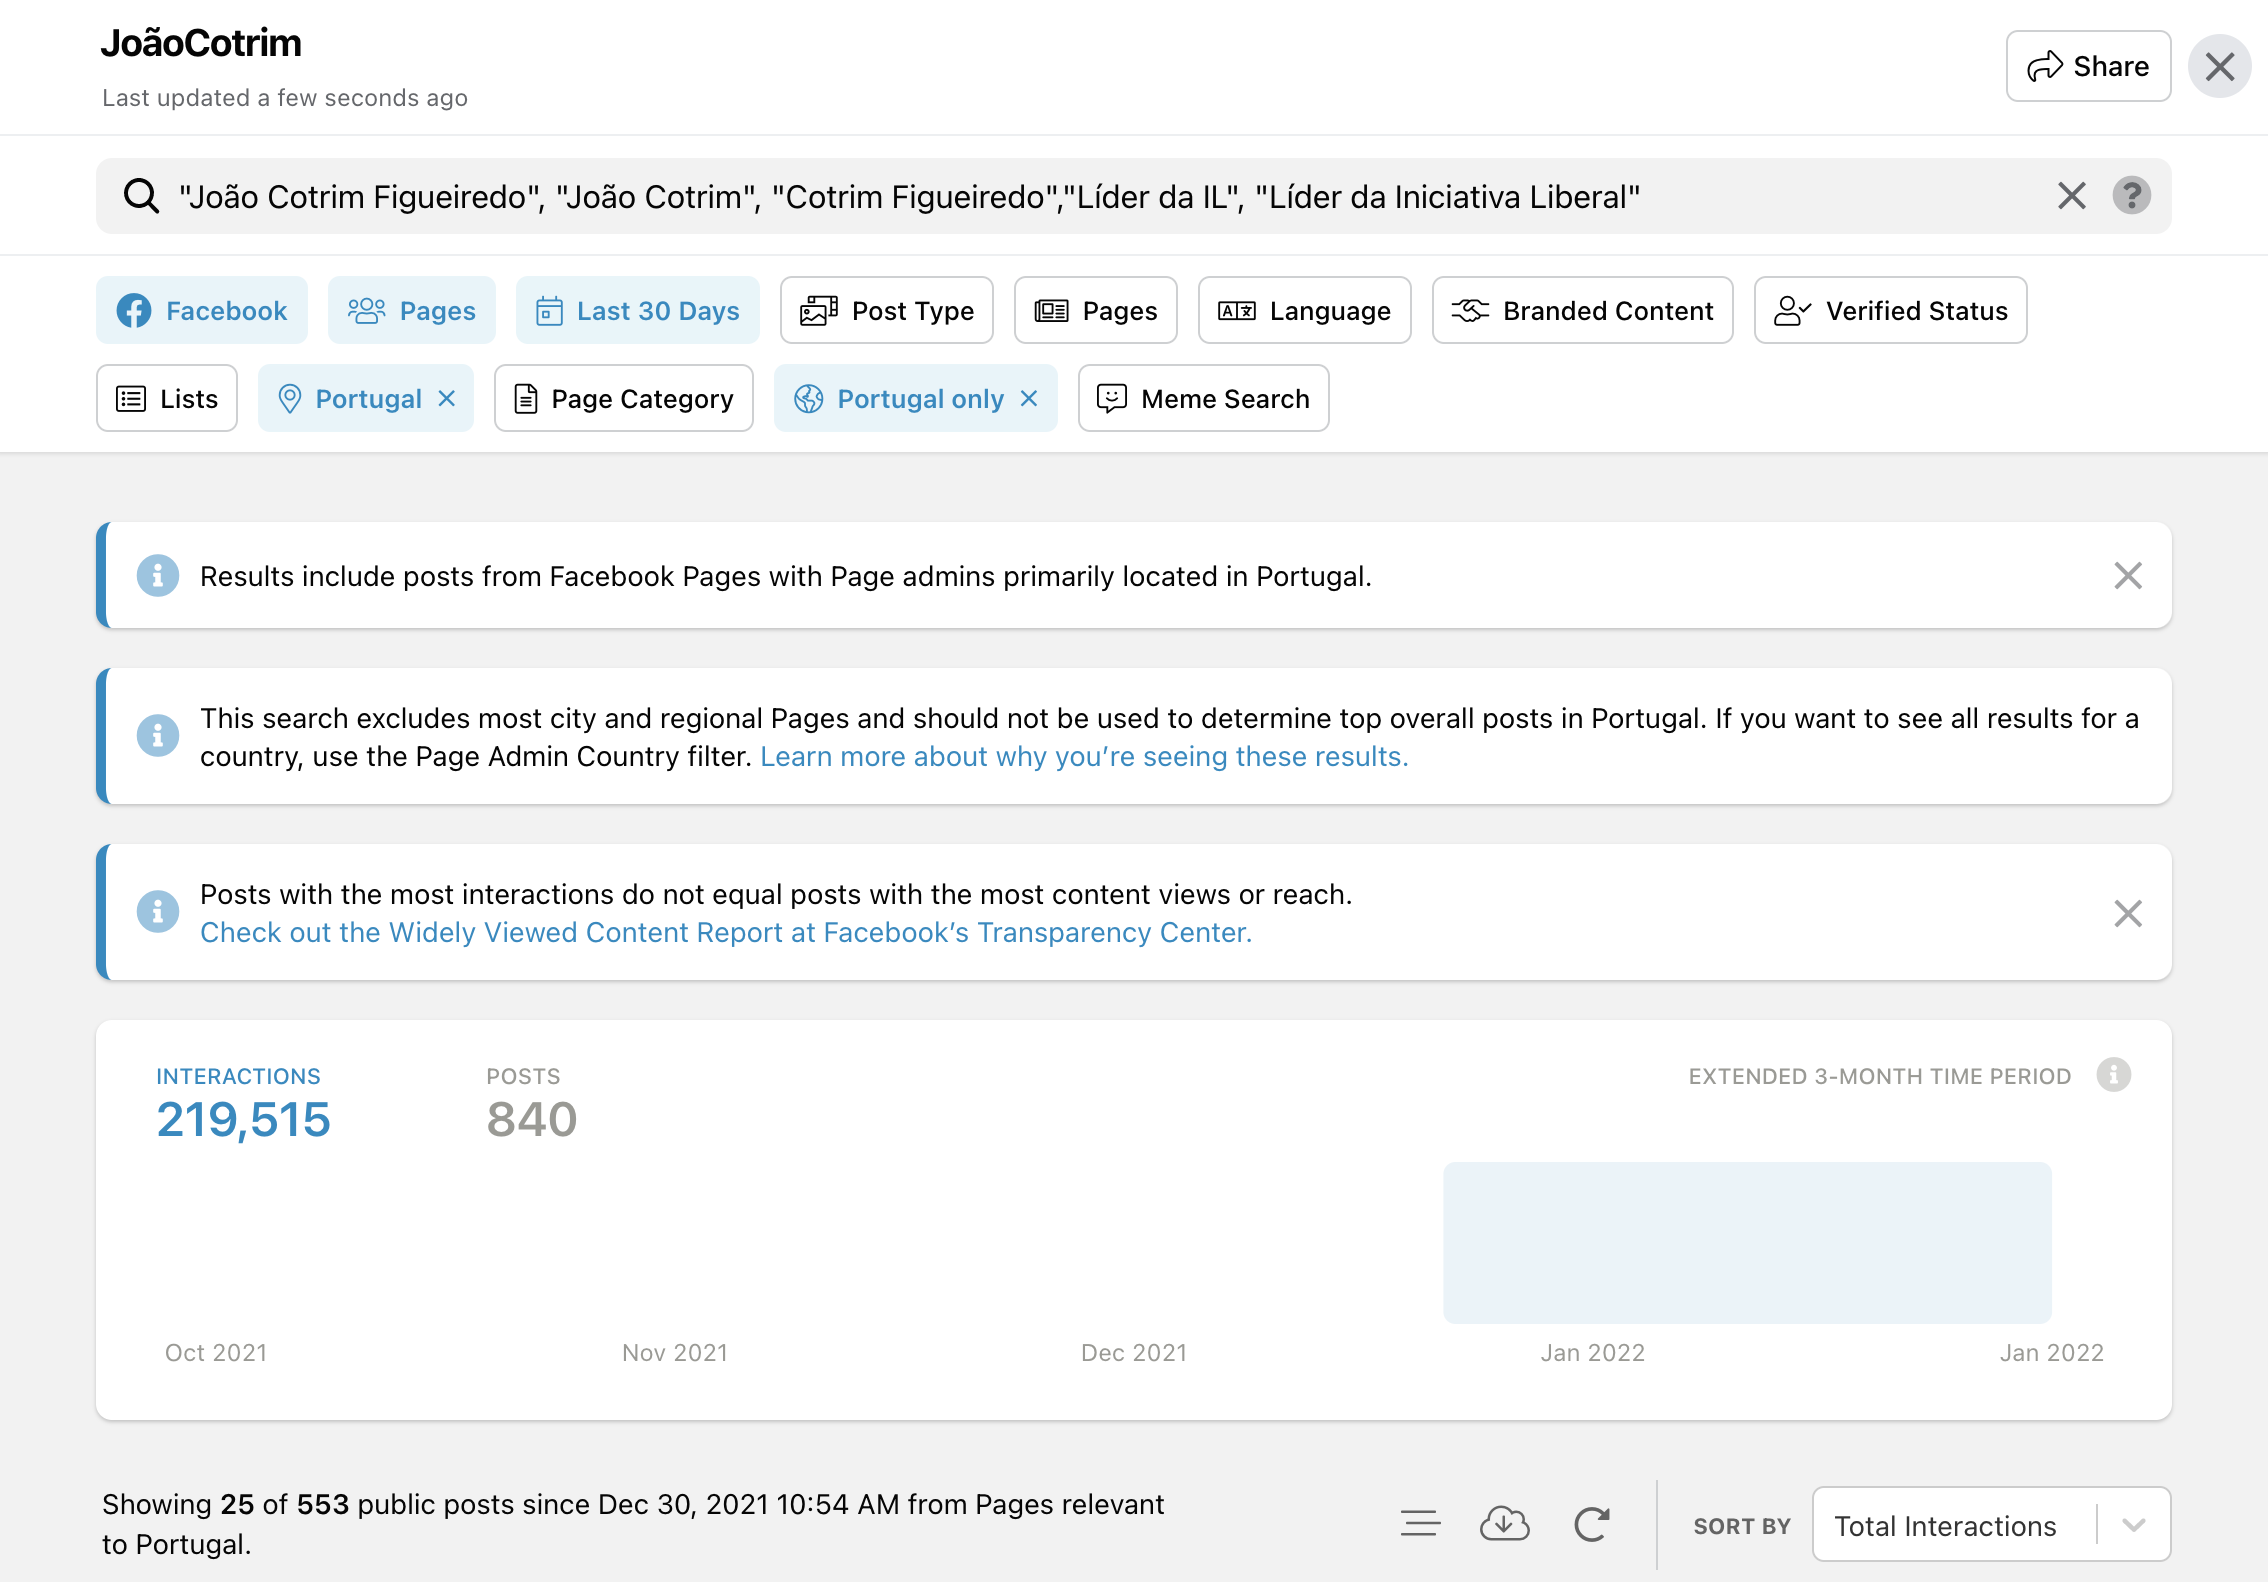 JoãoCotrim
Last updated a few seconds ago
Share
"João Cotrim Figueiredo", "João Cotrim", "Cotrim Figueiredo","Líder da IL", "Líder da Iniciativa Liberal"
Facebook Pages Last 30 Days Post Type Pages Language Branded Content Verified Status
Lists Portugal Page Category Portugal only Meme Search
Results include posts from Facebook Pages with Page admins primarily located in Portugal.
This search excludes most city and regional Pages and should not be used to determine top overall posts in Portugal. If you want to see all results for a
country, use the Page Admin Country filter. Learn more about why you’re seeing these results.
Posts with the most interactions do not equal posts with the most content views or reach.
Check out the Widely Viewed Content Report at Facebook’s Transparency Center.
INTERACTIONS POSTS EXTENDED 3-MONTH TIME PERIOD
219,515 840
Oct 2021 Nov 2021 Dec 2021 Jan 2022 Jan 2022
Showing 25 of 553 public posts since Dec 30, 2021 10:54 AM from Pages relevant
to Portugal.
SORT BY Total Interactions